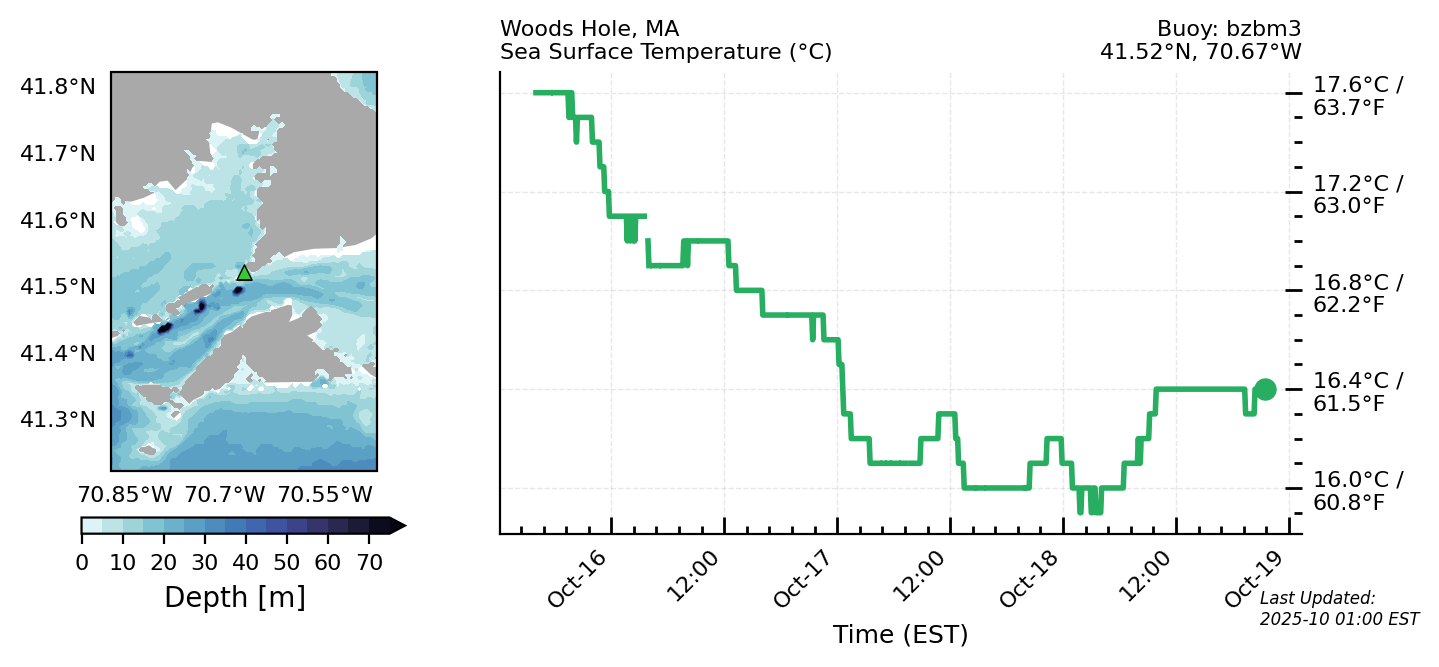 Woods Hole, MA
Sea Surface Temperature (°C)
Buoy: bzbm3
41.52°N, 70.67°W
41.8°N
41.7°N
41.6°N
41.5°N
41.4°N
41.3°N
70.85°W 70.7°W 70.55°W
0 10 20 30 40 50 60 70
Depth [m]
17.6°C /
63.7°F
17.2°C /
63.0°F
16.8°C /
62.2°F
16.4°C /
61.5°F
16.0°C /
60.8°F
Oct-16 12:00 Oct-17 12:00 Oct-18 12:00 Oct-19
Time (EST)
Last Updated:
2025-10 01:00 EST